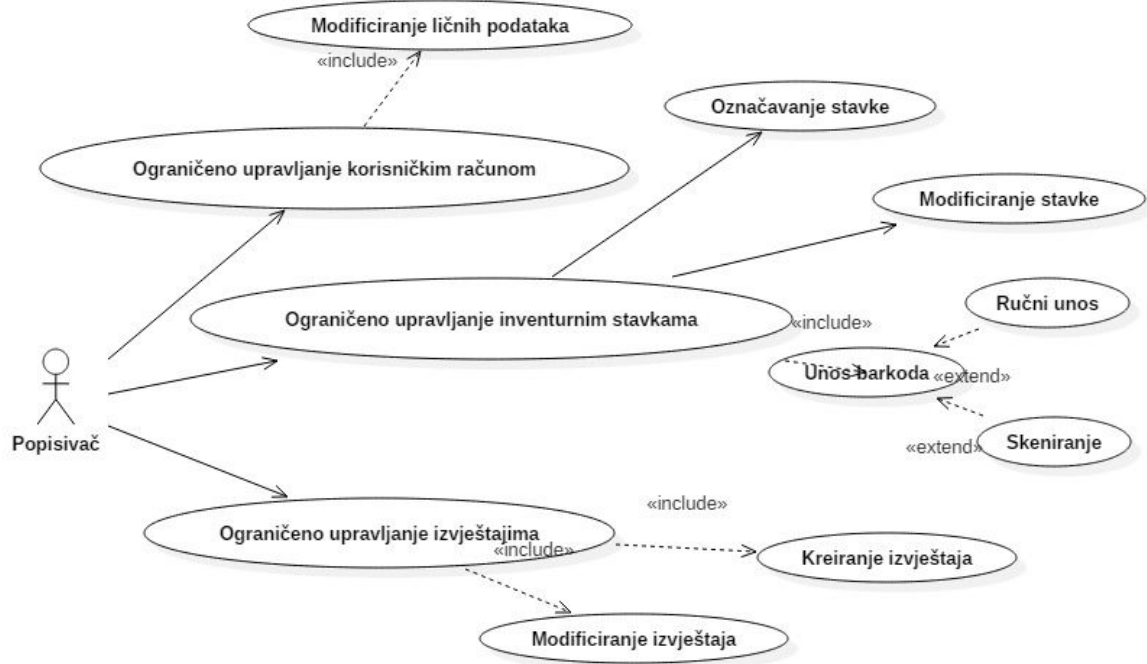 Modificiranje ličnih podataka
«include»
Označavanje stavke
Ograničeno upravljanje korisničkim računom
Modificiranje stavke
Ručni unos
Ograničeno upravljanje inventurnim stavkama
«include»
Unos barkoda
«extend»
Popisivač
Skeniranje
«extend»
«include»
Ograničeno upravljanje izvještajima
«include»
Kreiranje izvještaja
Modificiranje izvještaja